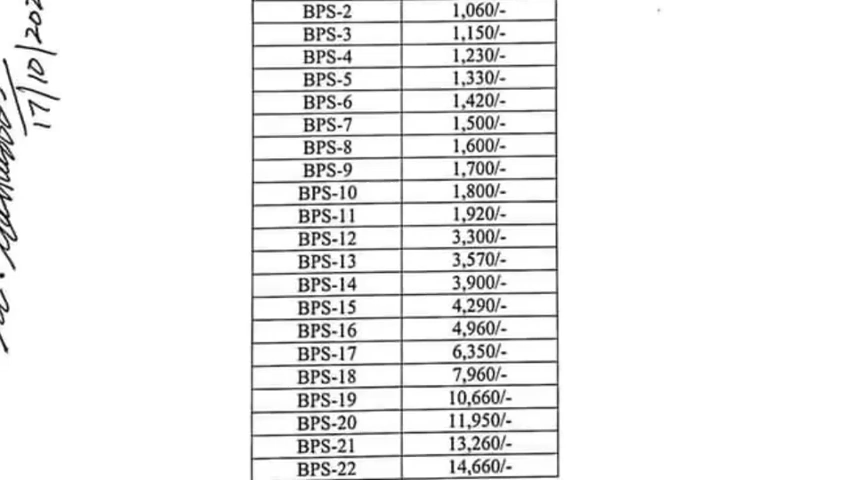 BPS-2 1,060/-
BPS-3 1,150/-
BPS-4 1,230/-
BPS-5 1,330/-
BPS-6 1,420/-
BPS-7 1,500/-
BPS-8 1,600/-
BPS-9 1,700/-
BPS-10 1,800/-
BPS-11 1,920/-
BPS-12 3,300/-
BPS-13 3,570/-
BPS-14 3,900/-
BPS-15 4,290/-
BPS-16 4,960/-
BPS-17 6,350/-
BPS-18 7,960/-
BPS-19 10,660/-
BPS-20 11,950/-
BPS-21 13,260/-
BPS-22 14,660/-
17/10/202